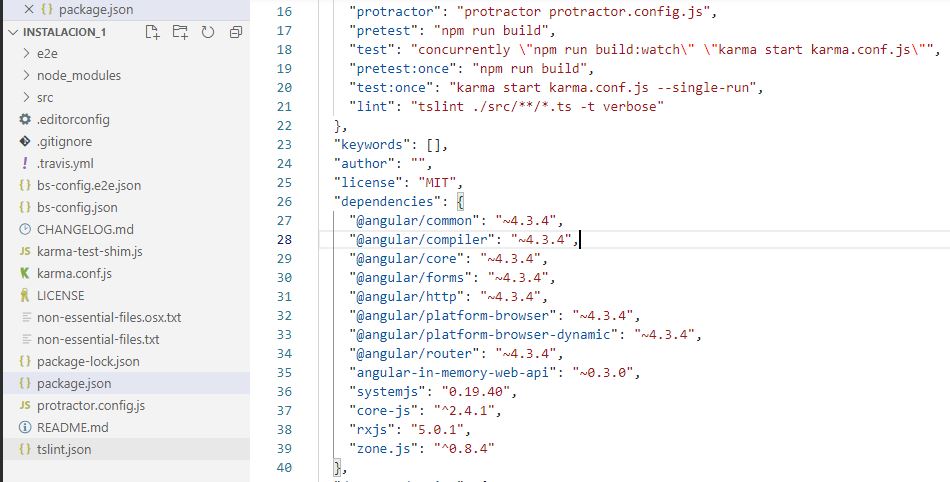 package.json
INSTALACION_1
e2e
node_modules
src
.editorconfig
.gitignore
.travis.yml
bs-config.e2e.json
bs-config.json
CHANGELOG.md
JS karma-test-shim.js
karma.conf.js
LICENSE
non-essential-files.osx.txt
non-essential-files.txt
package-lock.json
package.json
JS protractor.config.js
README.md
tslint.json
16 "protractor": "protractor protractor.config.js",
17 "pretest": "npm run build",
18 "test": "concurrently \"npm run build:watch\" \"karma start karma.conf.js\"",
19 "pretest:once": "npm run build",
20 "test:once": "karma start karma.conf.js --single-run",
21 "lint": "tslint ./src/**/*.ts -t verbose"
22 },
23 "keywords": [],
24 "author": "",
25 "license": "MIT",
26 "dependencies": {
27 "@angular/common": "~4.3.4",
28 "@angular/compiler": "~4.3.4",
29 "@angular/core": "~4.3.4",
30 "@angular/forms": "~4.3.4",
31 "@angular/http": "~4.3.4",
32 "@angular/platform-browser": "~4.3.4",
33 "@angular/platform-browser-dynamic": "~4.3.4",
34 "@angular/router": "~4.3.4",
35 "angular-in-memory-web-api": "~0.3.0",
36 "systemjs": "0.19.40",
37 "core-js": "^2.4.1",
38 "rxjs": "5.0.1",
39 "zone.js": "^0.8.4"
40 },